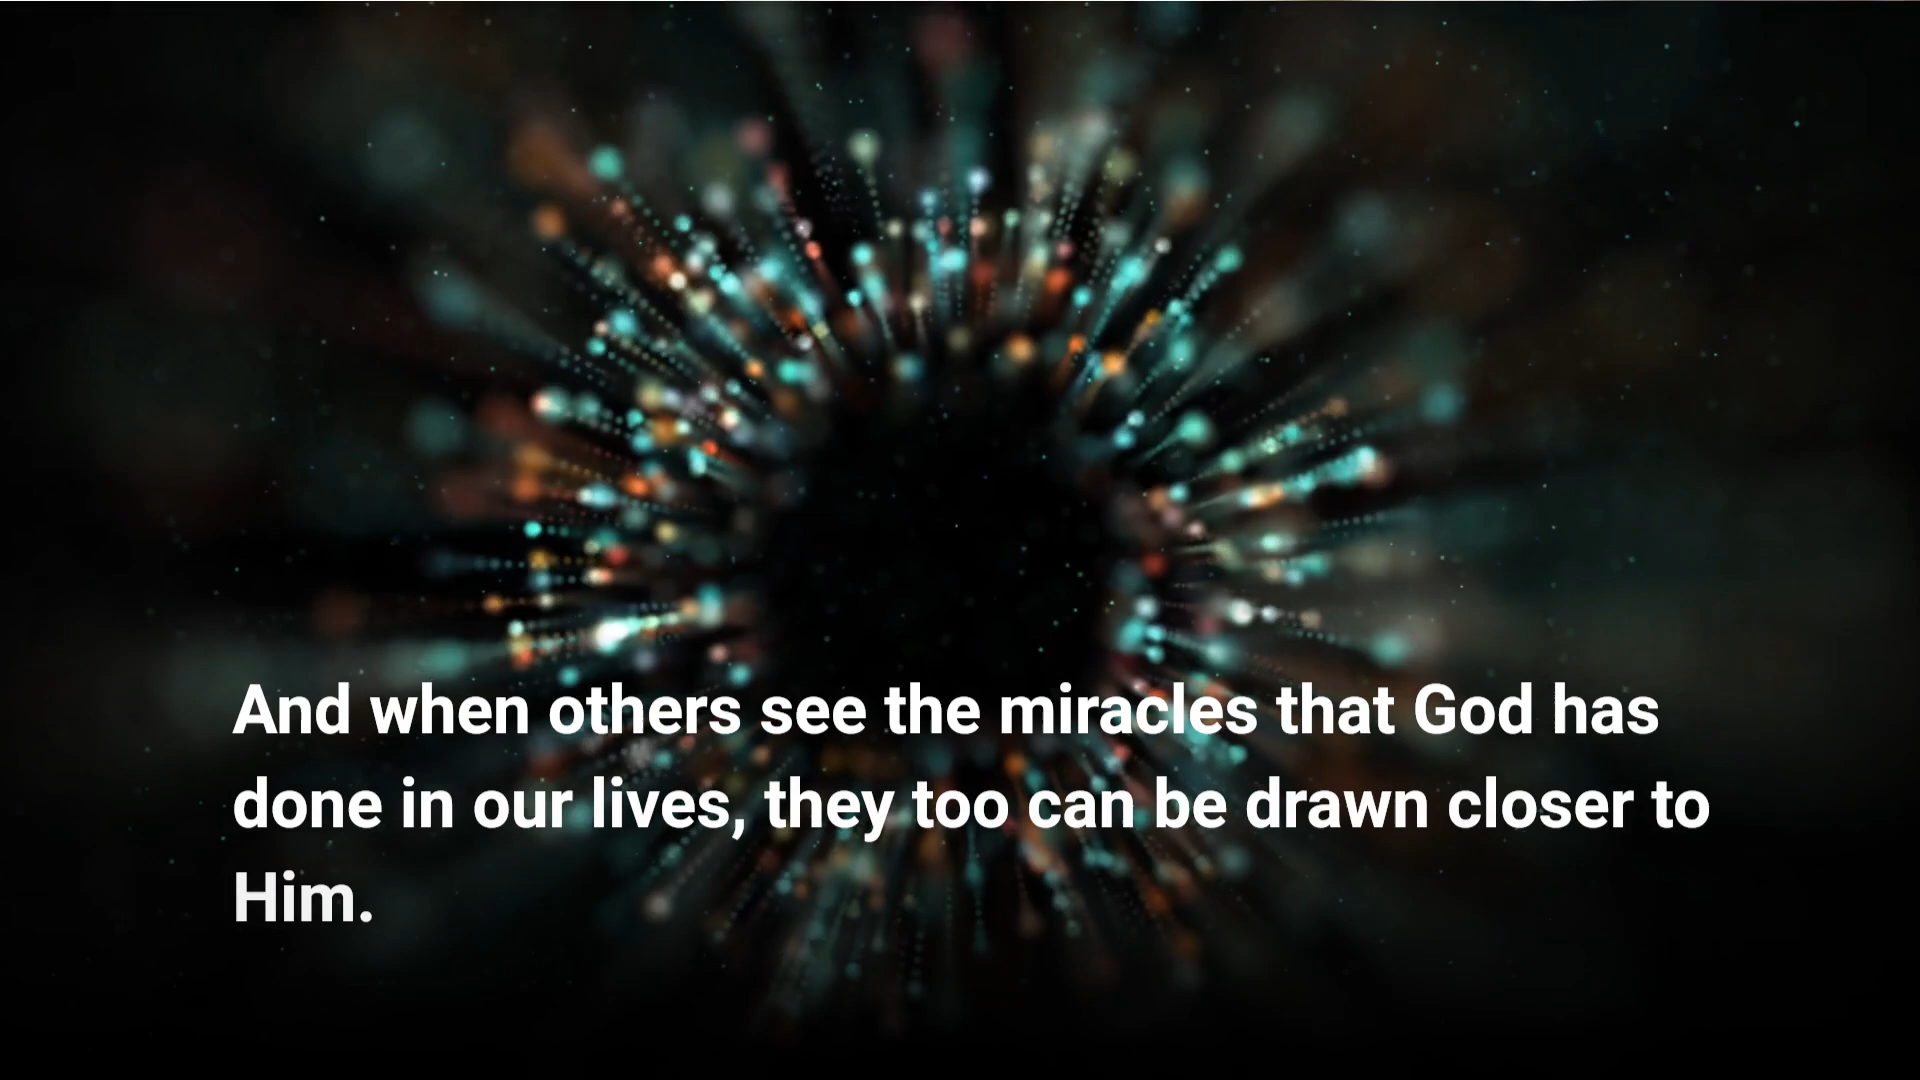 And when others see the miracles that God has
done in our lives, they too can be drawn closer to
Him.